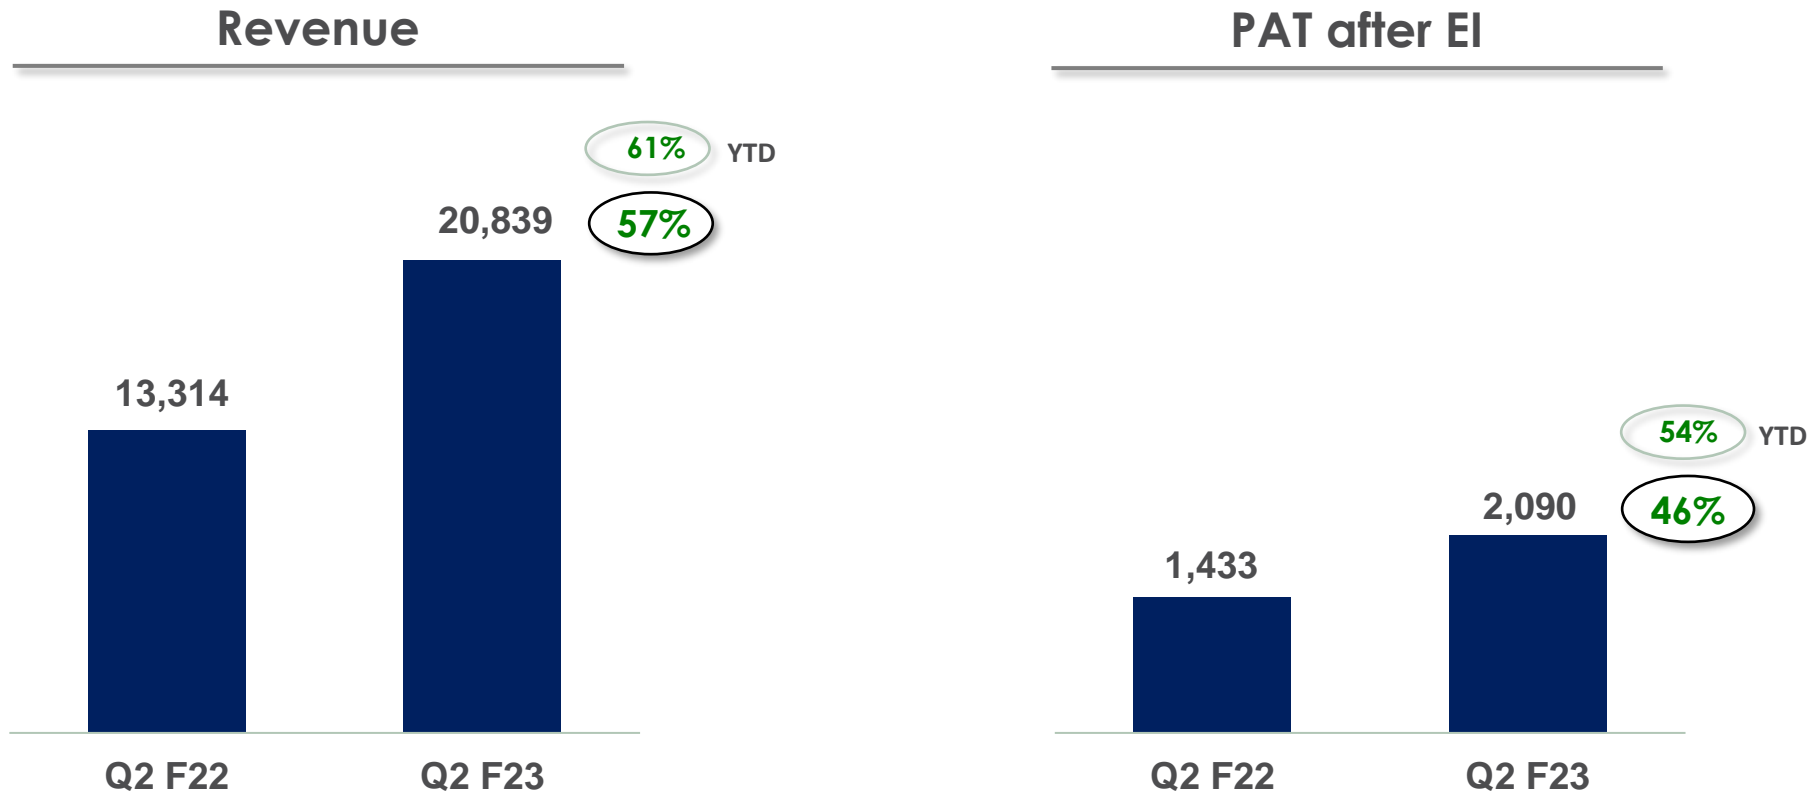 Revenue
61% YTD
20,839 57%
13,314
Q2 F22 Q2 F23
PAT after EI
54% YTD
2,090 46%
1,433
Q2 F22 Q2 F23